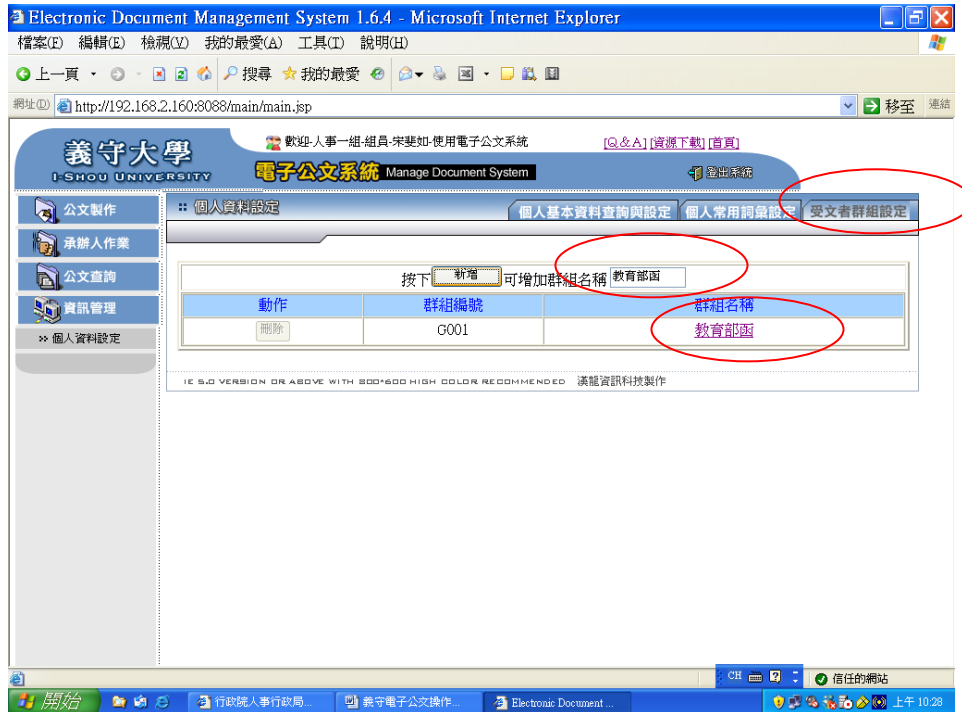 Electronic Document Management System 1.6.4 - Microsoft Internet Explorer
檔案(F) 編輯(E) 檢視(V) 我的最愛(A) 工具(T) 說明(H)
上一頁 搜尋 我的最愛
網址(D) http://192.168.2.160:8088/main/main.jsp 移至 連結
義守大學
I-SHOU UNIVERSITY
歡迎-人事一組-組員-宋斐如-使用電子公文系統 [Q&A] [資源下載] [首頁]
電子公文系統 Manage Document System 登出系統
公文製作
承辦人作業
公文查詢
資訊管理
›› 個人資料設定
:: 個人資料設定 個人基本資料查詢與設定 個人常用詞彙設定 受文者群組設定
按下 新增 可增加群組名稱 教育部函
動作 群組編號 群組名稱
刪除 G001 教育部函
IE 5.0 VERSION OR ABOVE WITH 800*600 HIGH COLOR RECOMMENDED 漢龍資訊科技製作
CH 信任的網站
開始 行政院人事行政局... 義守電子公文操作... Electronic Document ... 上午 10:28